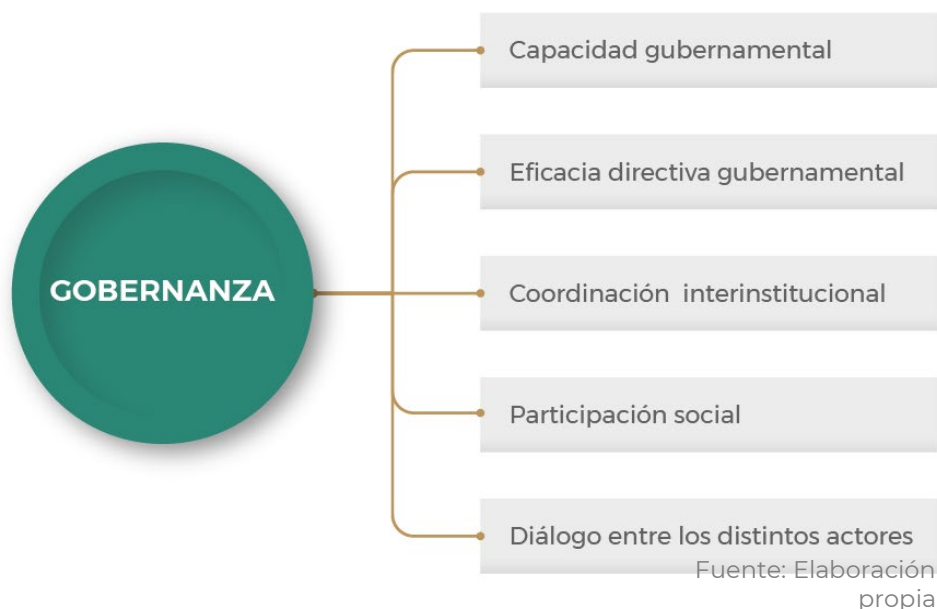 GOBERNANZA
Capacidad gubernamental
Eficacia directiva gubernamental
Coordinación interinstitucional
Participación social
Diálogo entre los distintos actores
Fuente: Elaboración
propia